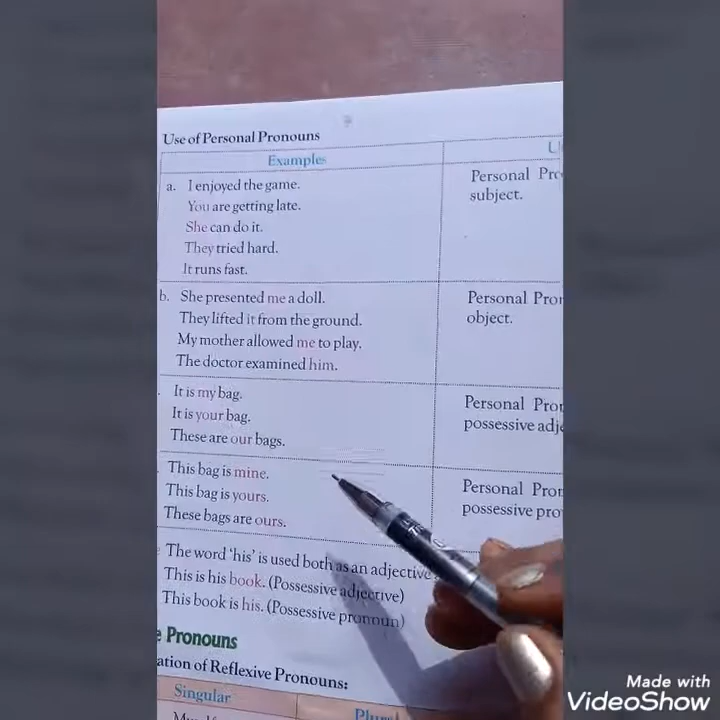 Use of Personal Pronouns
Examples
a. I enjoyed the game.
You are getting late.
She can do it.
They tried hard.
It runs fast.
Personal
subject.
b. She presented me a doll.
They lifted it from the ground.
My mother allowed me to play.
The doctor examined him.
Personal
object.
It is my bag.
It is your bag.
These are our bags.
Personal
possessive
This bag is mine.
This bag is yours.
These bags are ours.
Personal
possessive
The word 'his' is used both as an adjective
This is his book. (Possessive adjective)
This book is his. (Possessive pronoun)
Pronouns
of Reflexive Pronouns:
Singular
Made with
VideoShow